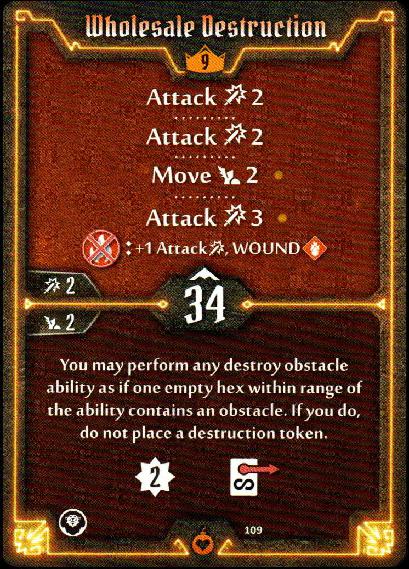 Wholesale Destruction
9
Attack 2
Attack 2
Move 2
Attack 3
: +1 Attack, WOUND
2
34
2
You may perform any destroy obstacle
ability as if one empty hex within range of
the ability contains an obstacle. If you do,
do not place a destruction token.
2
109